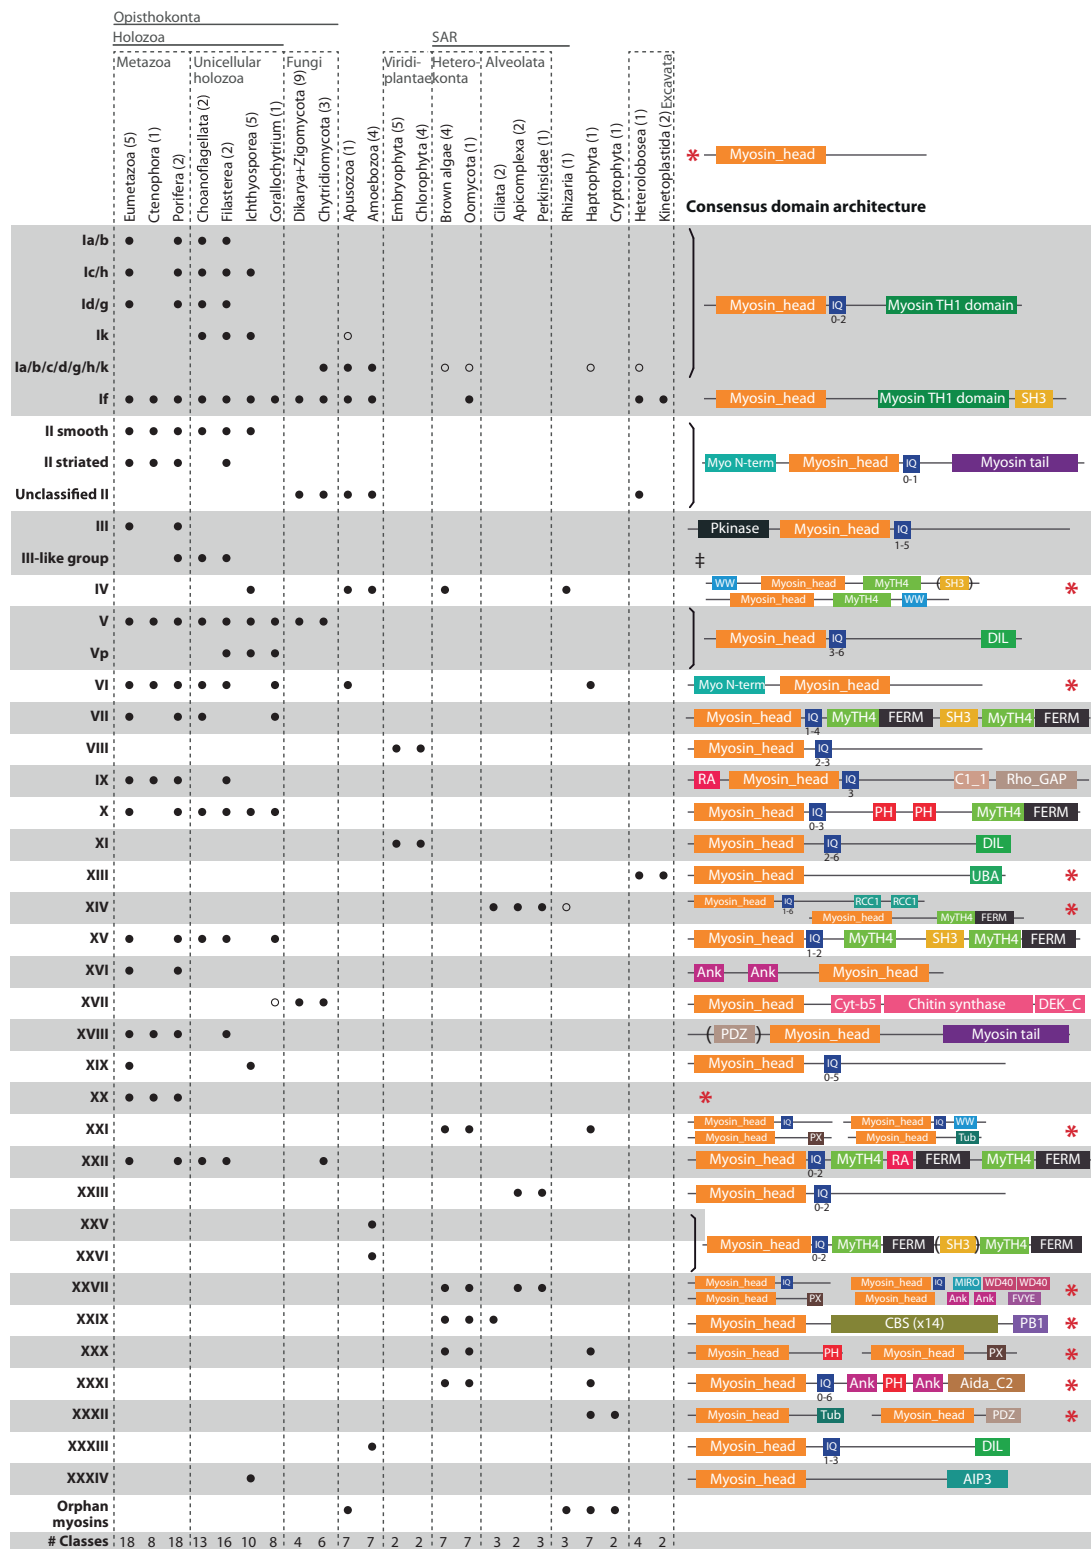 Opisthokonta
Holozoa
SAR
Metazoa
Unicellular
holozoa
Fungi
Viridi-
plantae
Hetero-
konta
Alveolata
Excavata
Eumetazoa (5)
Ctenophora (1)
Porifera (2)
Choanoflagellata (2)
Filasterea (2)
Ichthyosporea (5)
Corallochytrium (1)
Dikarya+Zigomycota (9)
Chytridiomycota (3)
Apusozoa (1)
Amoebozoa (4)
Embryophyta (5)
Chlorophyta (4)
Brown algae (4)
Oomycota (1)
Ciliata (2)
Apicomplexa (2)
Perkinsidae (1)
Rhizaria (1)
Haptophyta (1)
Cryptophyta (1)
Heterolobosea (1)
Kinetoplastida (2)
* Myosin_head
Consensus domain architecture
Ia/b
Ic/h
Id/g
Myosin_head IQ Myosin TH1 domain
0-2
Ik
Ia/b/c/d/g/h/k
If Myosin_head Myosin TH1 domain SH3
II smooth
II striated Myo N-term Myosin_head IQ Myosin tail
0-1
Unclassified II
III Pkinase Myosin_head IQ
1-5
III-like group ‡
IV WW Myosin_head MyTH4 (SH3) *
Myosin_head MyTH4 WW
V Myosin_head IQ DIL
3-6
Vp
VI Myo N-term Myosin_head *
VII Myosin_head IQ MyTH4 FERM SH3 MyTH4 FERM
1-4
VIII Myosin_head IQ
2-3
IX RA Myosin_head IQ C1_1 Rho_GAP
3
X Myosin_head IQ PH PH MyTH4 FERM
0-3
XI Myosin_head IQ DIL
2-6
XIII Myosin_head UBA *
XIV Myosin_head IQ RCC1 RCC1 *
1-6
Myosin_head MyTH4 FERM
XV Myosin_head IQ MyTH4 SH3 MyTH4 FERM
1-2
XVI Ank Ank Myosin_head
XVII Myosin_head Cyt-b5 Chitin synthase DEK_C
XVIII (PDZ) Myosin_head Myosin tail
XIX Myosin_head IQ
0-5
XX *
XXI Myosin_head IQ Myosin_head IQ WW *
Myosin_head PX Myosin_head Tub
XXII Myosin_head IQ MyTH4 RA FERM MyTH4 FERM
0-2
XXIII Myosin_head IQ
0-2
XXV
Myosin_head IQ MyTH4 FERM (SH3) MyTH4 FERM
0-2
XXVI
XXVII Myosin_head IQ Myosin_head IQ MIRO WD40 WD40 *
Myosin_head PX Myosin_head Ank Ank FVYE
XXIX Myosin_head CBS (x14) PB1 *
XXX Myosin_head PH Myosin_head PX *
XXXI Myosin_head IQ Ank PH Ank Aida_C2 *
0-6
XXXII Myosin_head Tub Myosin_head PDZ *
XXXIII Myosin_head IQ DIL
1-3
XXXIV Myosin_head AIP3
Orphan
myosins
# Classes 18 8 18 13 16 10 8 4 6 7 7 2 2 7 7 3 2 3 3 7 2 4 2